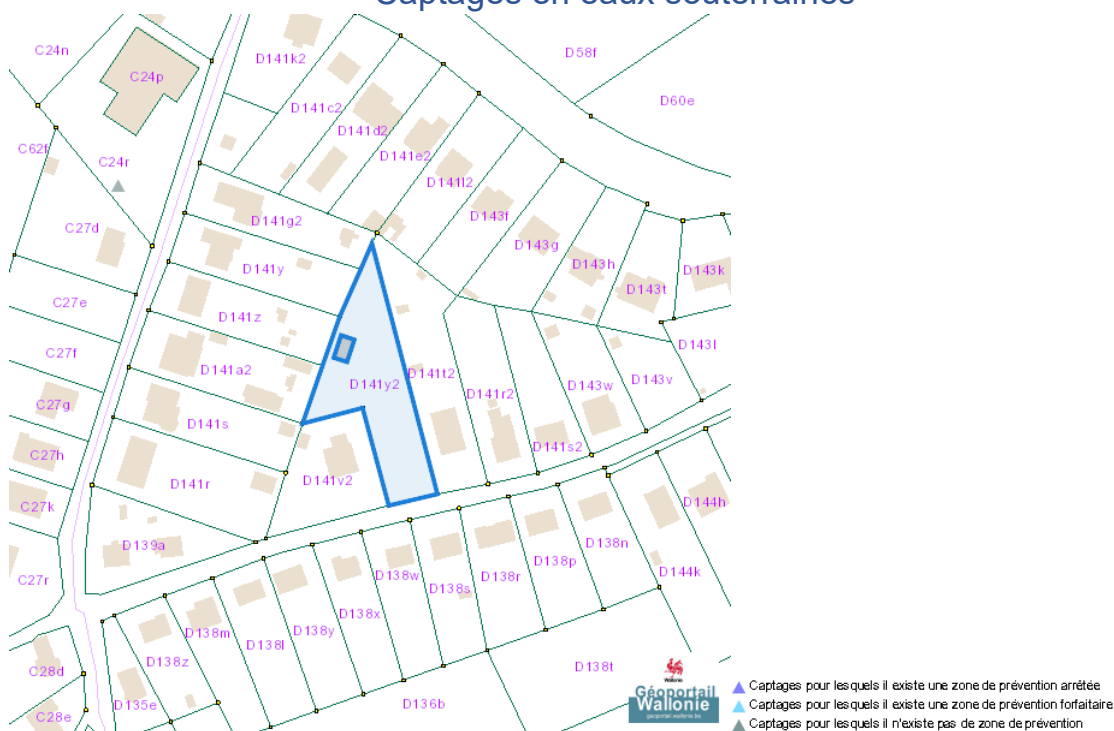 Captages en eaux souterraines
C24n
D58f
D141k2
C24p
D60e
D141c2
D141d2
C62f
C24r
D141e2
D141l2
D143f
D141g2
C27d
D143g
D143h
D141y
D143k
D143t
C27e
D141z
D143l
C27f
D141a2
D141y2
D141t2
D143v
D143w
D141r2
C27g
D141s
D141s2
C27h
D141r
D141v2
D144h
C27k
D139a
D138n
D138p
C27r
D138w
D138r
D138s
D144k
D138x
D138m
D138y
D138l
D138z
C28d
D138t
D135e
D136b
C28e
Wallonie
Géoportail
Wallonie
geoportail.wallonie.be
Captages pour lesquels il existe une zone de prévention arrêtée
Captages pour lesquels il existe une zone de prévention forfaitaire
Captages pour lesquels il n'existe pas de zone de prévention